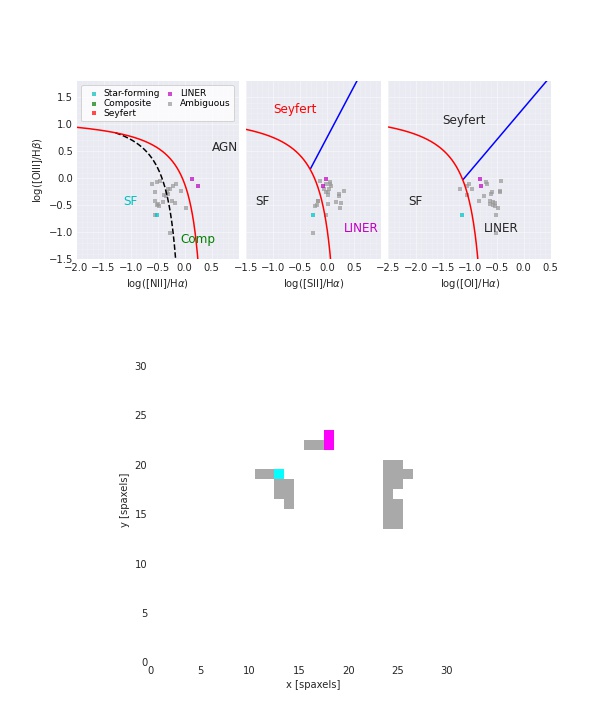 Star-forming
Composite
Seyfert
LINER
Ambiguous
AGN
SF
Comp
1.5
1.0
0.5
0.0
−0.5
−1.0
−1.5
log([OIII]/Hβ)
−2.0 −1.5 −1.0 −0.5 0.0 0.5
log([NII]/Hα)
Seyfert
SF
LINER
−1.5 −1.0 −0.5 0.0 0.5
log([SII]/Hα)
Seyfert
SF
LINER
−2.5 −2.0 −1.5 −1.0 −0.5 0.0 0.5
log([OI]/Hα)
30
25
20
15
10
5
0
y [spaxels]
0 5 10 15 20 25 30
x [spaxels]